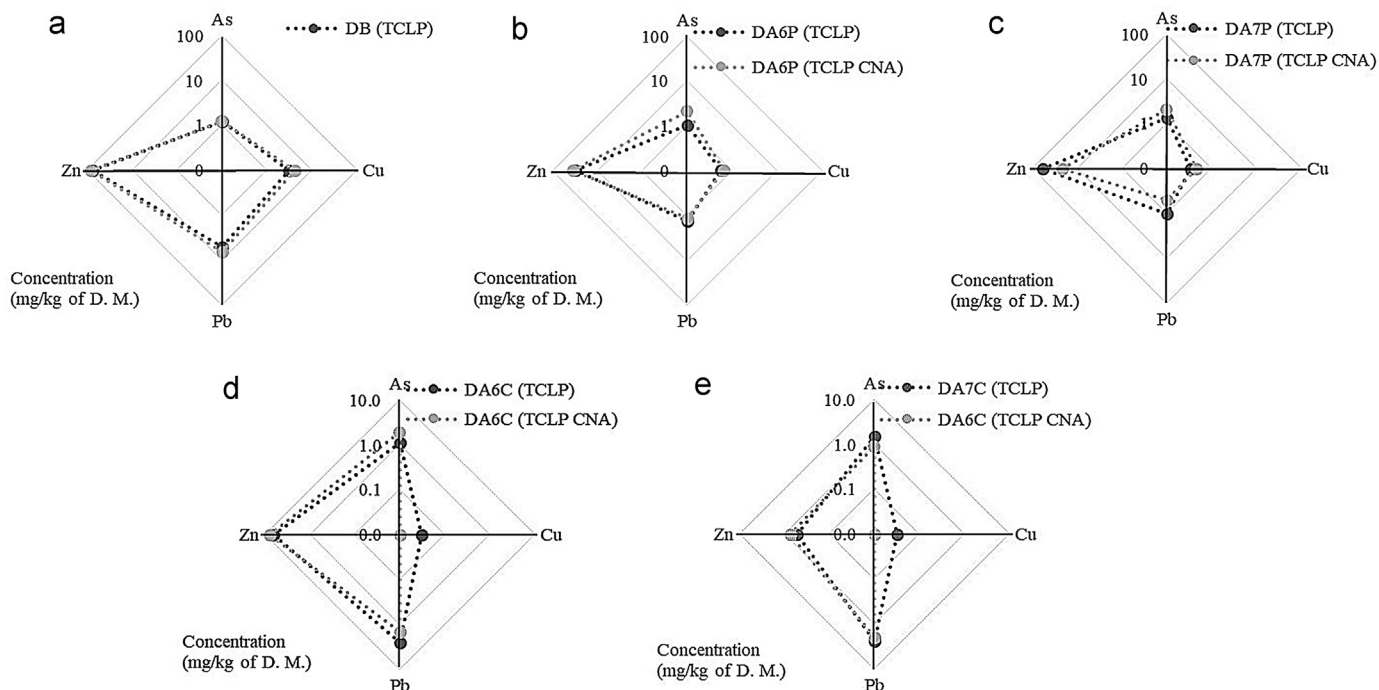 a
As
DB (TCLP)
100
10
1
0
Zn
Cu
Concentration
(mg/kg of D. M.)
Pb
b
As
DA6P (TCLP)
DA6P (TCLP CNA)
100
10
1
0
Zn
Cu
Concentration
(mg/kg of D. M.)
Pb
c
As
DA7P (TCLP)
DA7P (TCLP CNA)
100
10
1
0
Zn
Cu
Concentration
(mg/kg of D. M.)
Pb
d
As
DA6C (TCLP)
DA6C (TCLP CNA)
10.0
1.0
0.1
0.0
Zn
Cu
Concentration
(mg/kg of D. M.)
Pb
e
As
DA7C (TCLP)
DA6C (TCLP CNA)
10.0
1.0
0.1
0.0
Zn
Cu
Concentration
(mg/kg of D. M.)
Pb